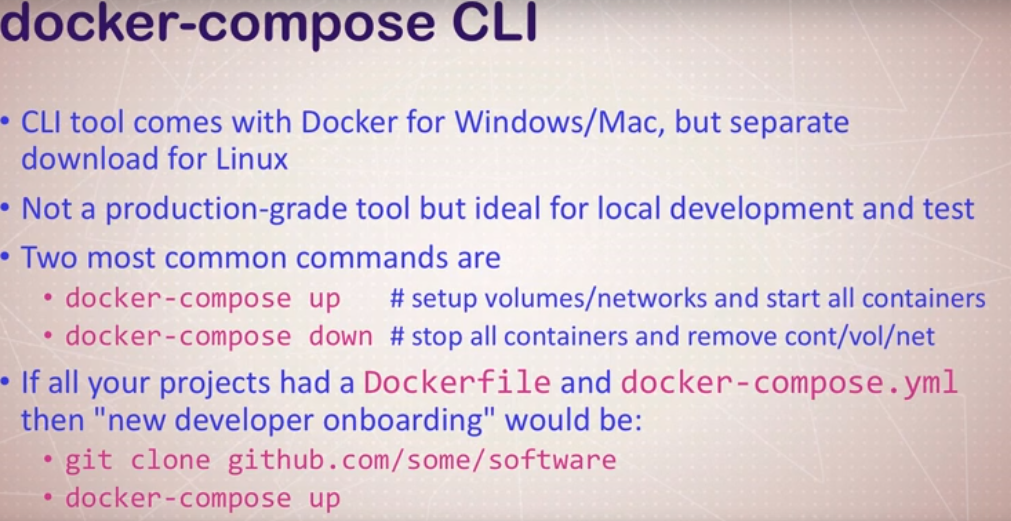 docker-compose CLI
• CLI tool comes with Docker for Windows/Mac, but separate
download for Linux
• Not a production-grade tool but ideal for local development and test
• Two most common commands are
• docker-compose up # setup volumes/networks and start all containers
• docker-compose down # stop all containers and remove cont/vol/net
• If all your projects had a Dockerfile and docker-compose.yml
then "new developer onboarding" would be:
• git clone github.com/some/software
• docker-compose up